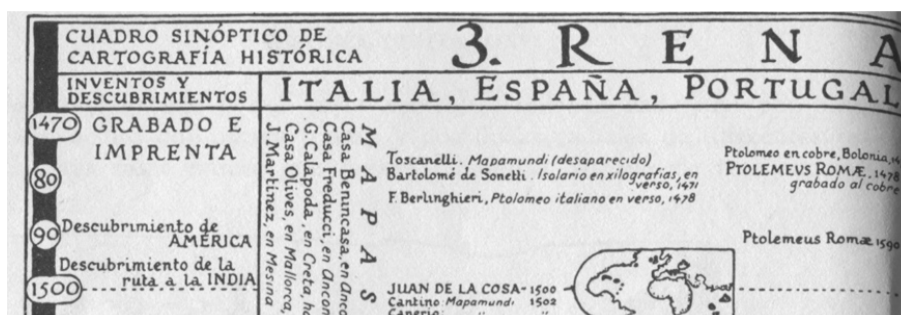 CUADRO SINÓPTICO DE
CARTOGRAFÍA HISTÓRICA
3. RENA
INVENTOS Y
DESCUBRIMIENTOS
ITALIA, ESPAÑA, PORTUGAL
1470 GRABADO E
IMPRENTA
80
90 Descubrimiento de
AMÉRICA
Descubrimiento de la
ruta a la INDIA
1500
MAPAS
Casa Benincasa, en Anco
Casa Freducci, en Ancon
G. Calapoda, en Creta,
Casa Olives, en Mallorca,
J. Martinez, en Mesina
Toscanelli. Mapamundi (desaparecido)
Bartolomé de Sonetti. Isolario en xilografías, en
verso, 1471
F. Berlinghieri, Ptolomeo italiano en verso, 1478
JUAN DE LA COSA-1500
Cantino Mapamundi 1502
Canerio
Ptolomeo en cobre, Bolonia,
PTOLEMEVS ROMÆ, 1478
grabado al cobre
Ptolemeus Romæ 1590